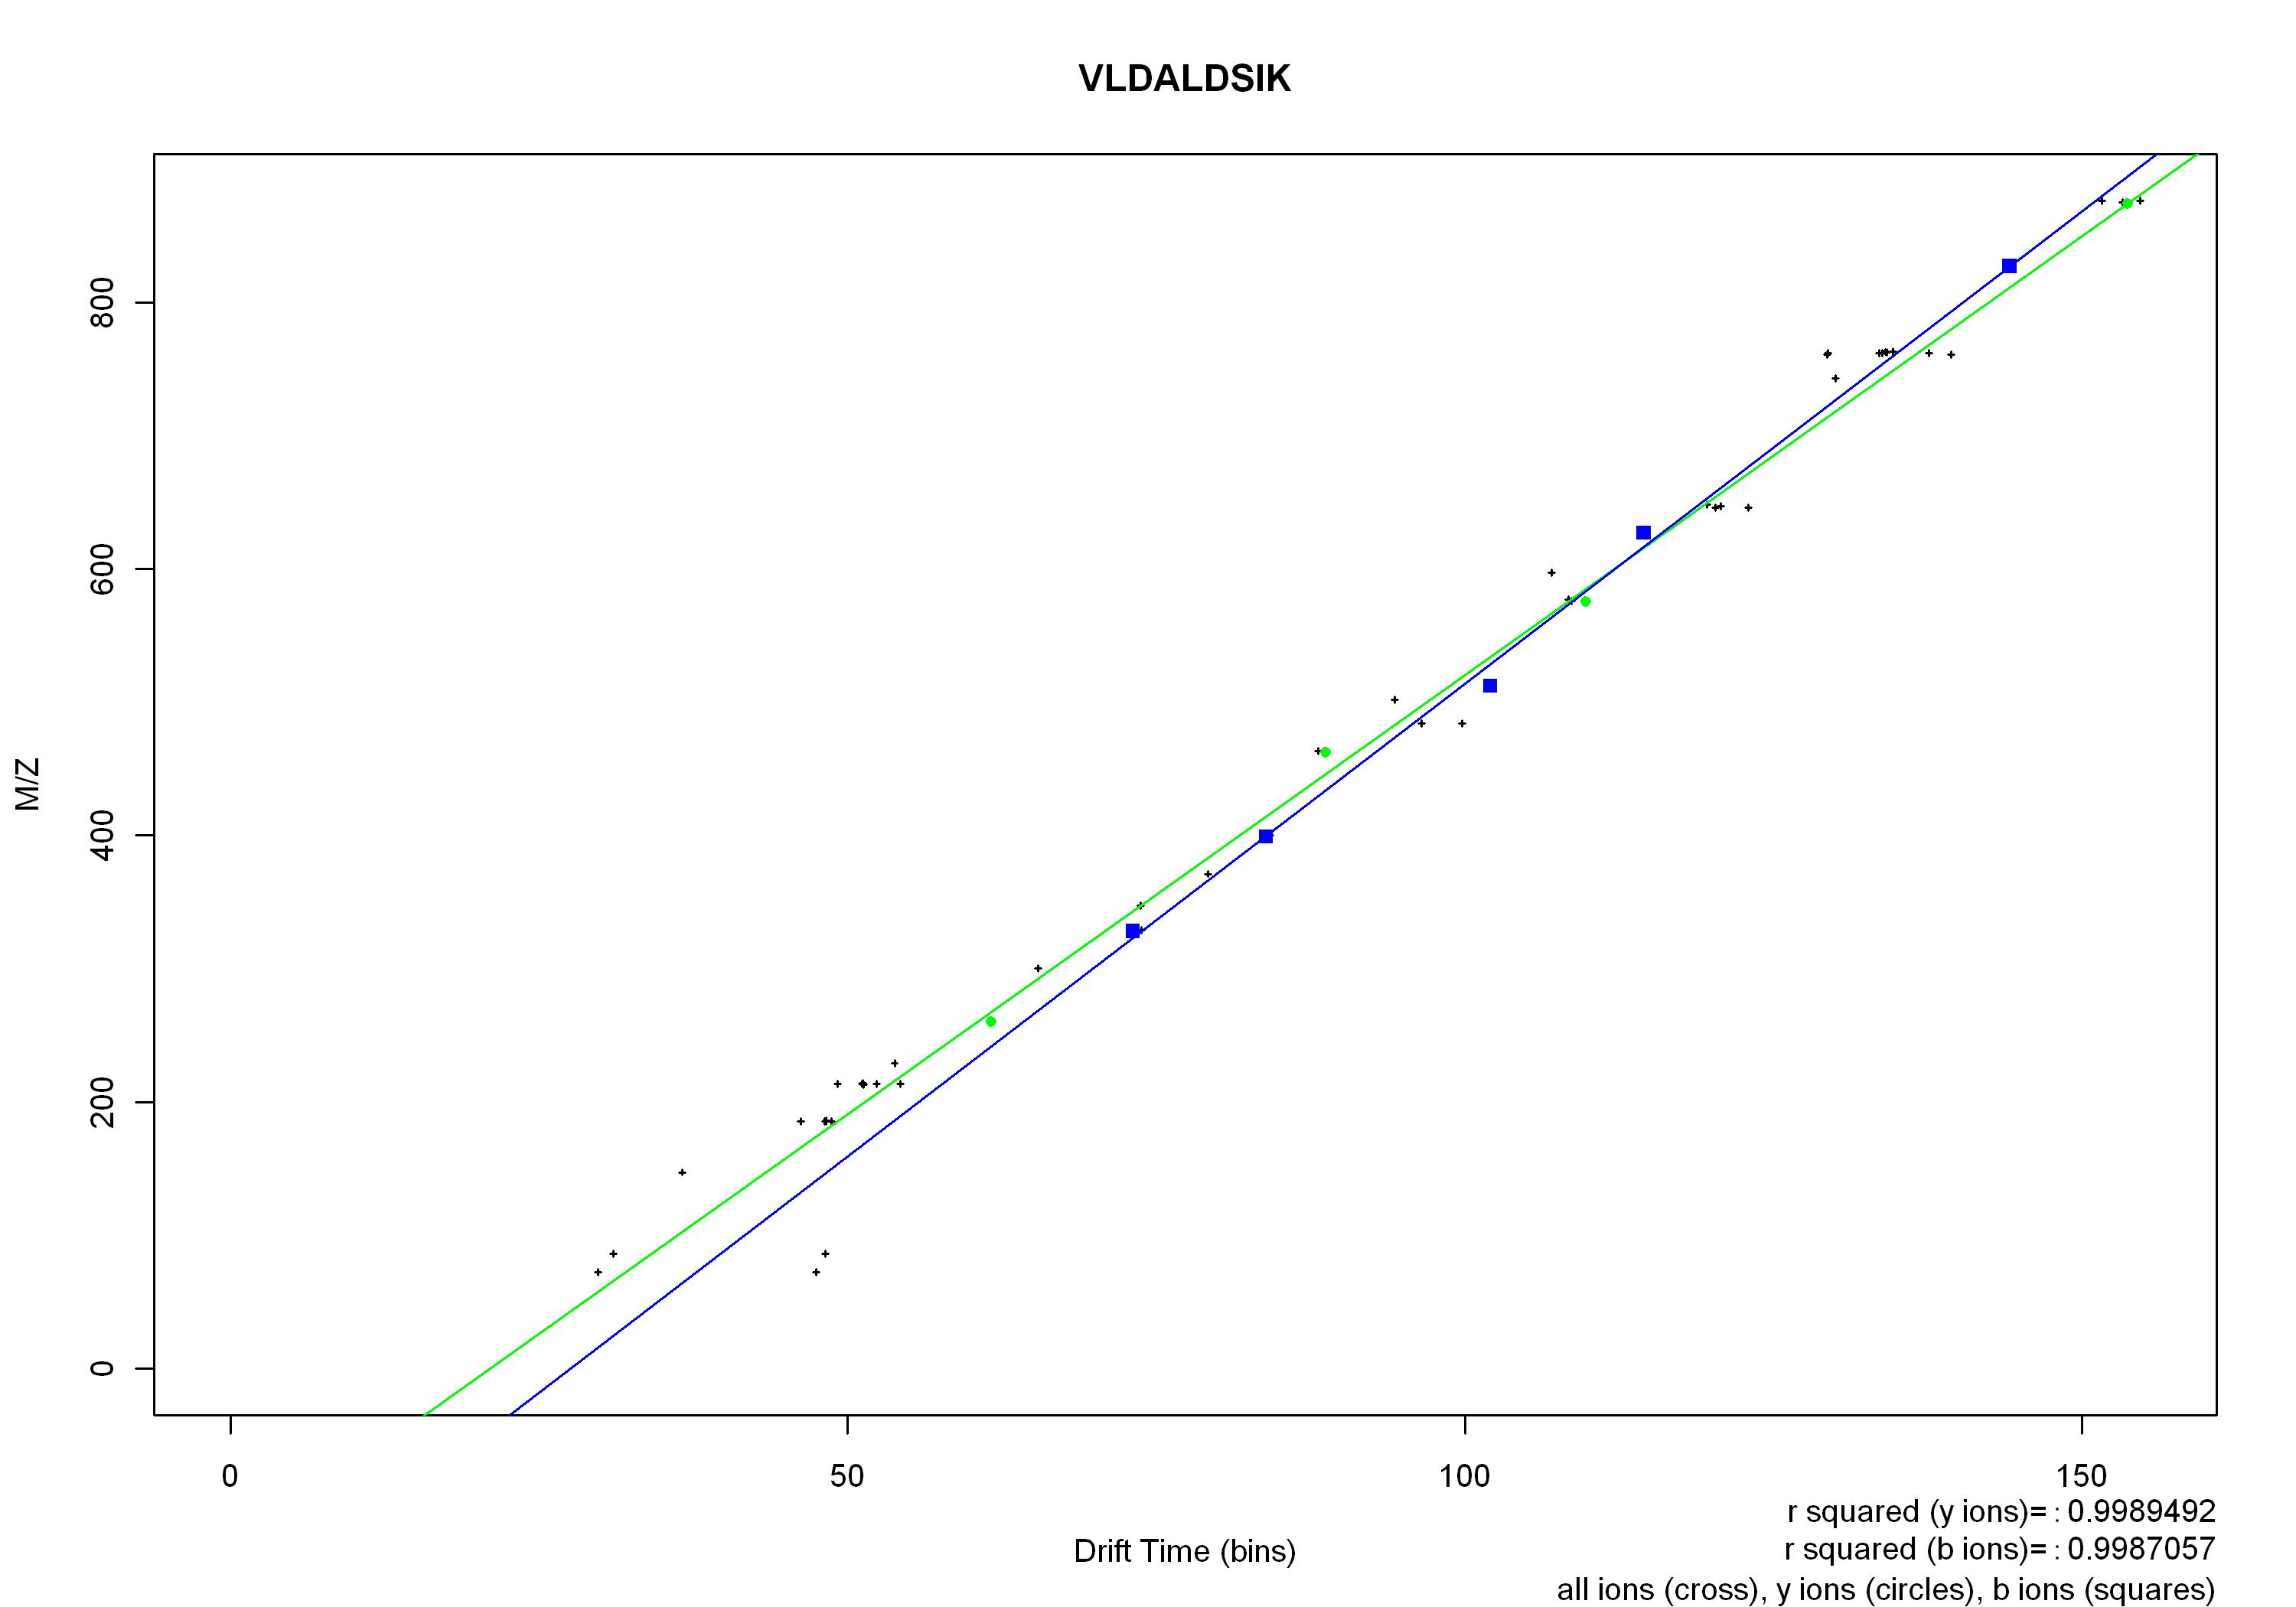 VLDALDSIK
800
600
400
200
0
M/Z
0 50 100 150
Drift Time (bins)
r squared (y ions)= : 0.9989492
r squared (b ions)= : 0.9987057
all ions (cross), y ions (circles), b ions (squares)